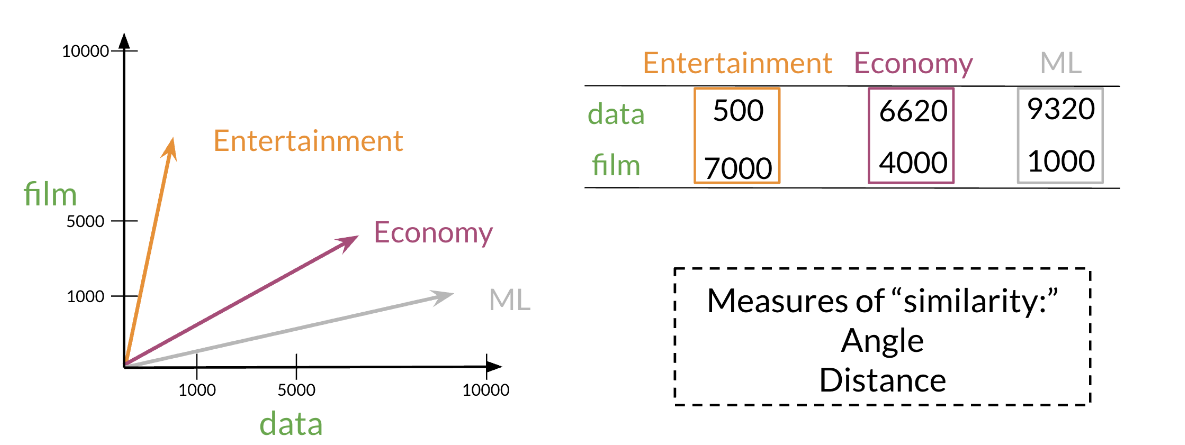 10000
Entertainment
film
5000
Economy
1000
ML
1000 5000 10000
data
Entertainment Economy ML
data 500 6620 9320
film 7000 4000 1000
Measures of “similarity:”
Angle
Distance